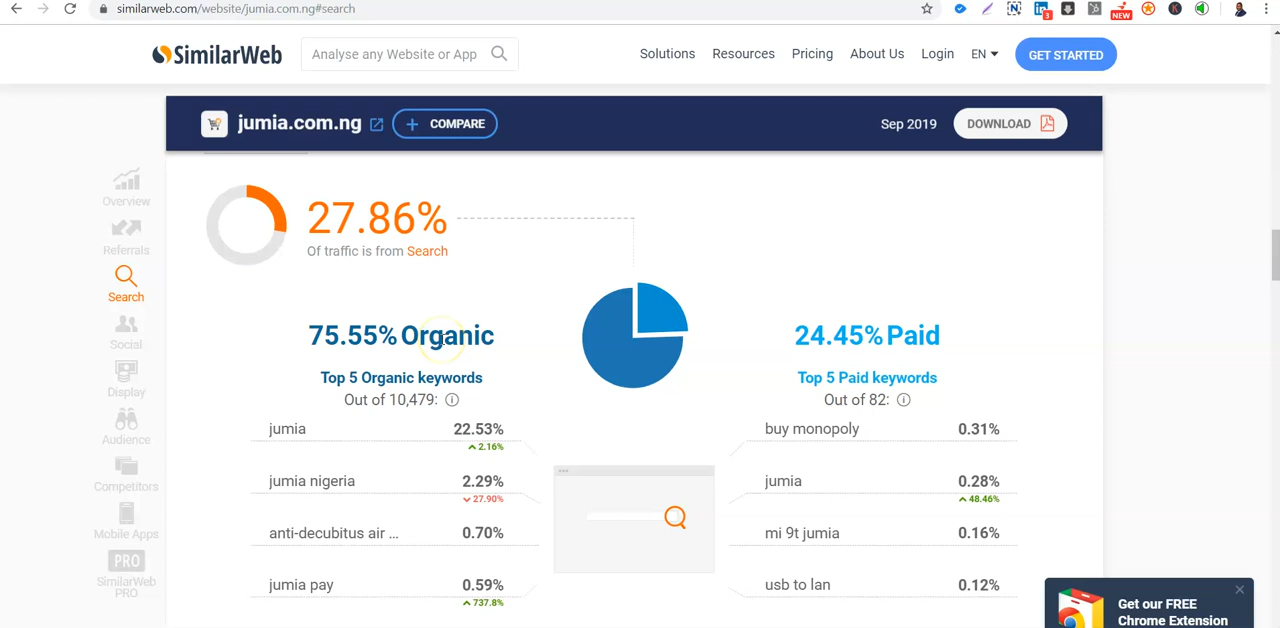 similarweb.com/website/jumia.com.ng#search
3
NEW
SimilarWeb
Analyse any Website or App
Solutions
Resources
Pricing
About Us
Login
EN
GET STARTED
jumia.com.ng
+ COMPARE
Sep 2019
DOWNLOAD
Overview
Referrals
Search
Social
Display
Audience
Competitors
Mobile Apps
PRO
SimilarWeb
PRO
27.86%
Of traffic is from Search
75.55% Organic
Top 5 Organic keywords
Out of 10,479:
jumia 22.53%
2.16%
jumia nigeria 2.29%
27.90%
anti-decubitus air ... 0.70%
jumia pay 0.59%
737.8%
24.45% Paid
Top 5 Paid keywords
Out of 82:
buy monopoly 0.31%
jumia 0.28%
48.46%
mi 9t jumia 0.16%
usb to lan 0.12%
Get our FREE
Chrome Extension